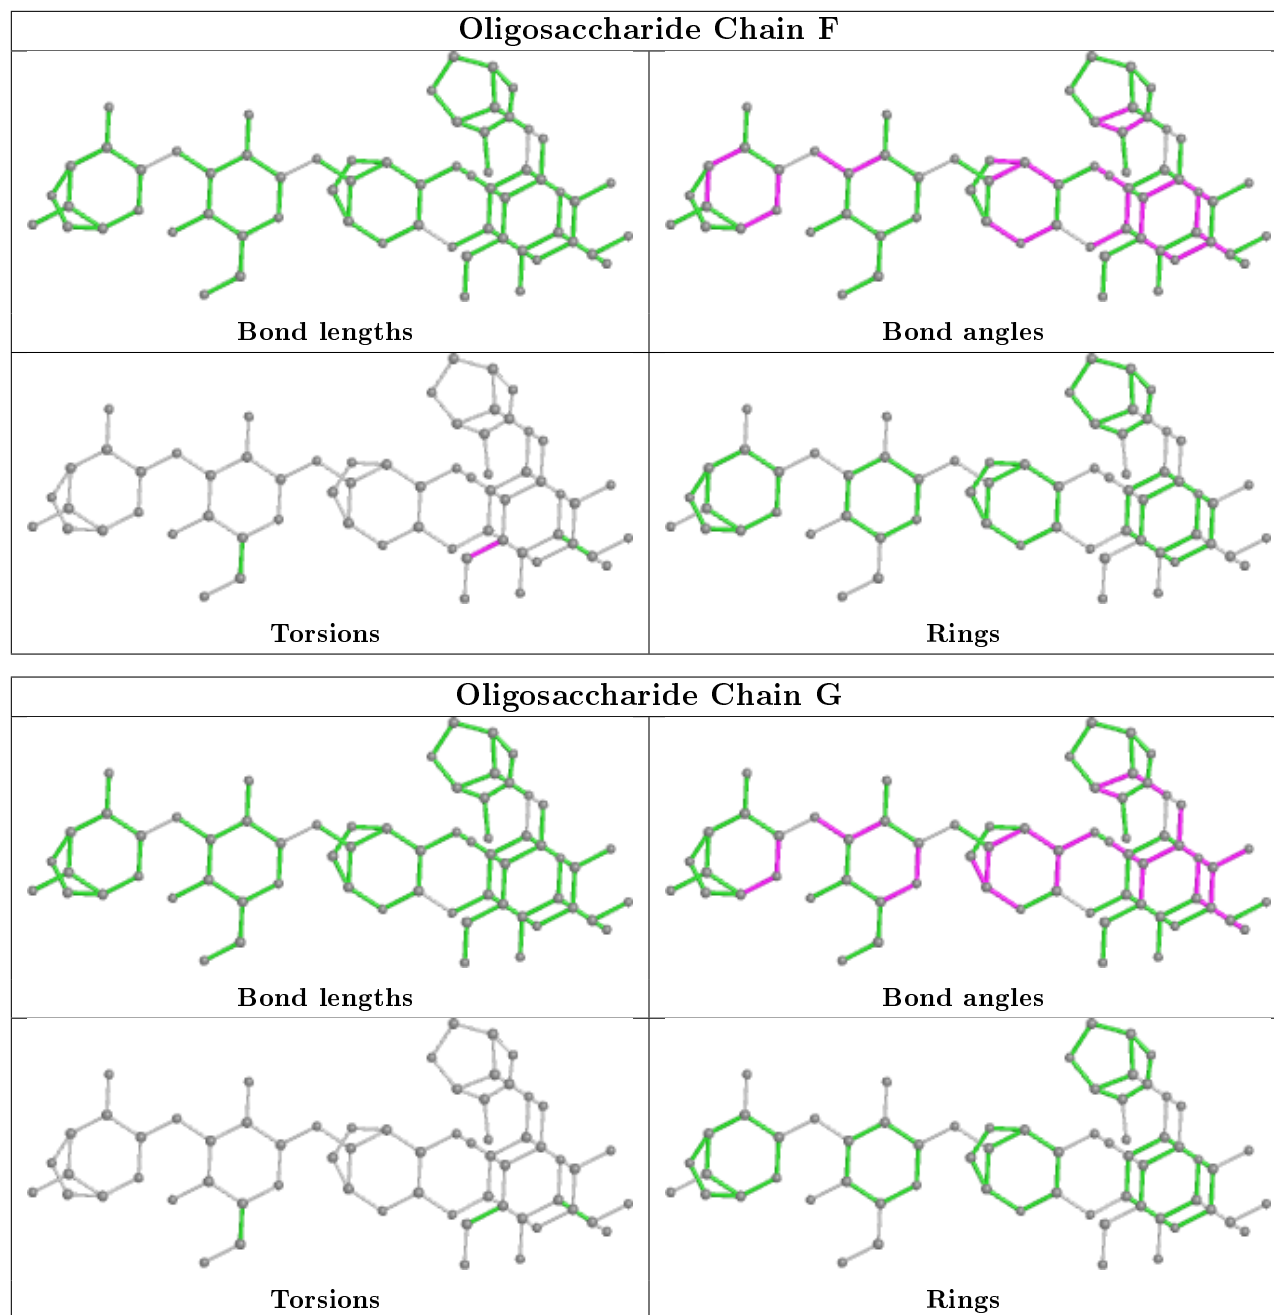 Oligosaccharide Chain F
Bond lengths
Bond angles
Torsions
Rings
Oligosaccharide Chain G
Bond lengths
Bond angles
Torsions
Rings